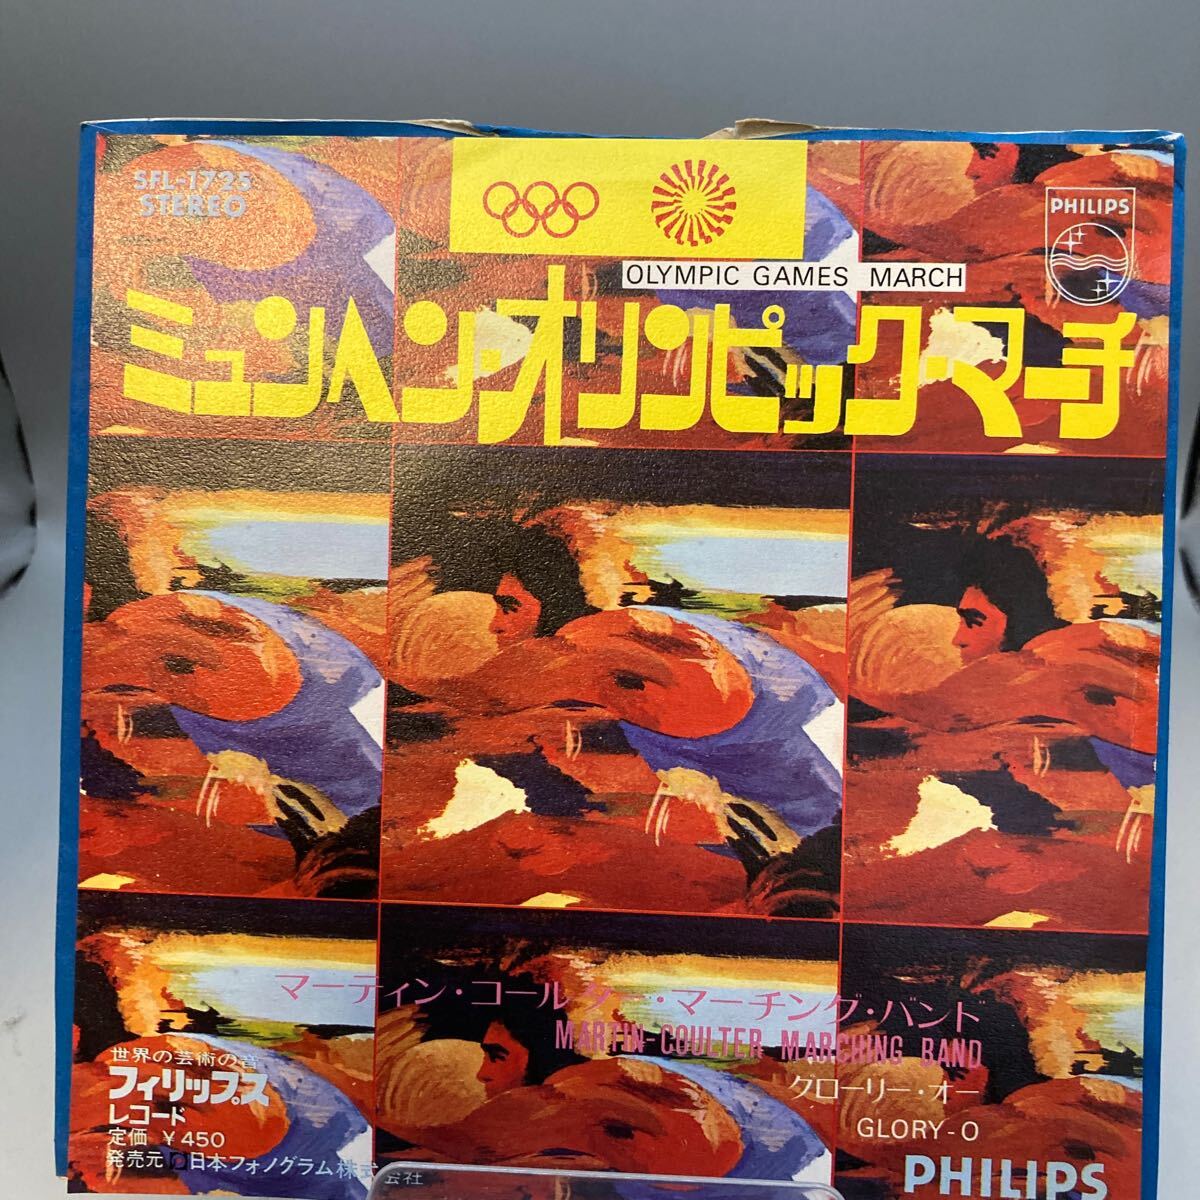 SFL-1725
STEREO
PHILIPS
OLYMPIC GAMES MARCH
ミュンヘン・オリンピック・マーチ
マーティン・コールター・マーチング・バンド
MARTIN-COULTER MARCHING BAND
グローリー・オー
GLORY-O
世界の芸術の音
フィリップス
レコード
定価 ¥450
発売元 日本フォノグラム株式会社
PHILIPS